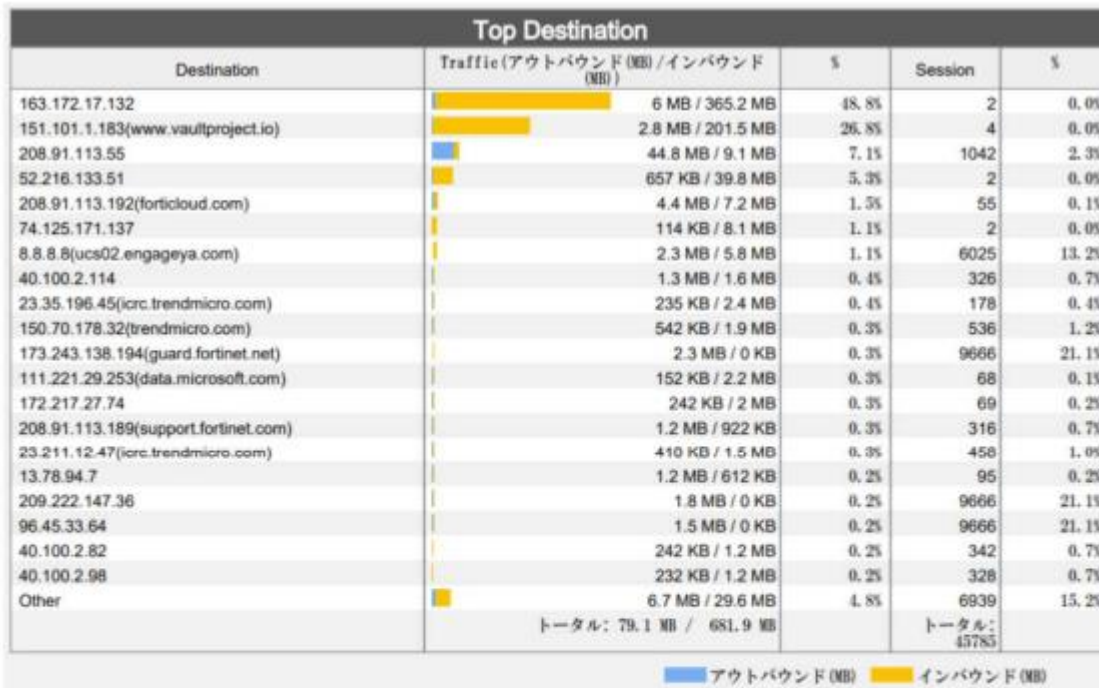 Top Destination
Destination Traffic(アウトバウンド(MB)/インバウンド(MB)) % Session %
163.172.17.132 6 MB / 365.2 MB 48.8% 2 0.0%
151.101.1.183(www.vaultproject.io) 2.8 MB / 201.5 MB 26.8% 4 0.0%
208.91.113.55 44.8 MB / 9.1 MB 7.1% 1042 2.3%
52.216.133.51 657 KB / 39.8 MB 5.3% 2 0.0%
208.91.113.192(forticloud.com) 4.4 MB / 7.2 MB 1.5% 55 0.1%
74.125.171.137 114 KB / 8.1 MB 1.1% 2 0.0%
8.8.8.8(ucs02.engageya.com) 2.3 MB / 5.8 MB 1.1% 6025 13.2%
40.100.2.114 1.3 MB / 1.6 MB 0.4% 326 0.7%
23.35.196.45(icrc.trendmicro.com) 235 KB / 2.4 MB 0.4% 178 0.4%
150.70.178.32(trendmicro.com) 542 KB / 1.9 MB 0.3% 536 1.2%
173.243.138.194(guard.fortinet.net) 2.3 MB / 0 KB 0.3% 9666 21.1%
111.221.29.253(data.microsoft.com) 152 KB / 2.2 MB 0.3% 68 0.1%
172.217.27.74 242 KB / 2 MB 0.3% 69 0.2%
208.91.113.189(support.fortinet.com) 1.2 MB / 922 KB 0.3% 316 0.7%
23.211.12.47(icrc.trendmicro.com) 410 KB / 1.5 MB 0.3% 458 1.0%
13.78.94.7 1.2 MB / 612 KB 0.2% 95 0.2%
209.222.147.36 1.8 MB / 0 KB 0.2% 9666 21.1%
96.45.33.64 1.5 MB / 0 KB 0.2% 9666 21.1%
40.100.2.82 242 KB / 1.2 MB 0.2% 342 0.7%
40.100.2.98 232 KB / 1.2 MB 0.2% 328 0.7%
Other 6.7 MB / 29.6 MB 4.8% 6939 15.2%
トータル: 79.1 MB / 681.9 MB トータル: 45785
アウトバウンド(MB) インバウンド(MB)